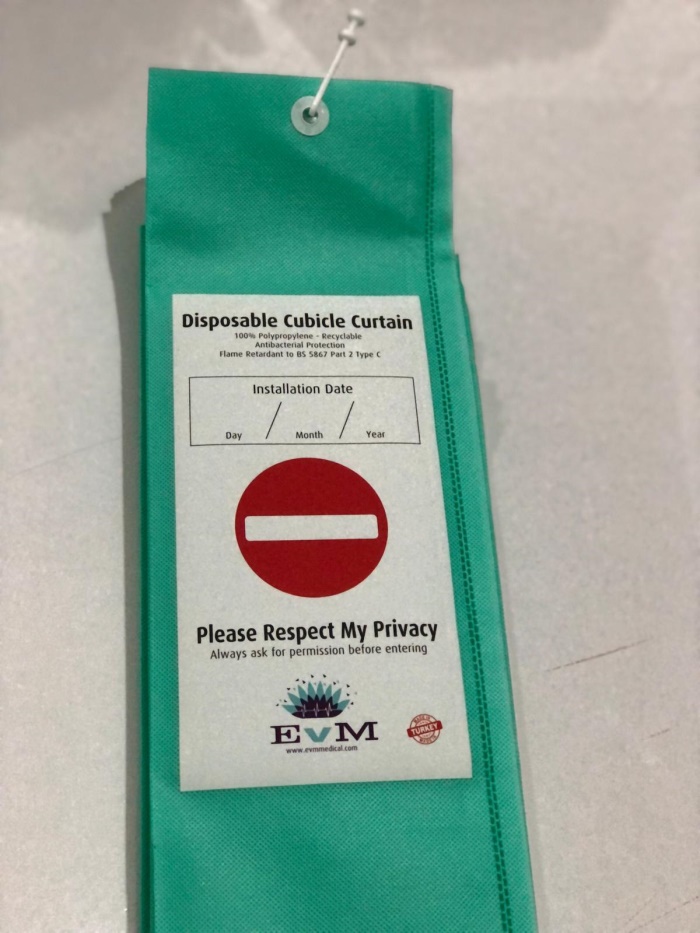 Disposable Cubicle Curtain
100% Polypropylene - Recyclable
Antibacterial Protection
Flame Retardant to BS 5867 Part 2 Type C
Installation Date
/ /
Day Month Year
Please Respect My Privacy
Always ask for permission before entering
EvM
www.evmmedical.com
TURKEY